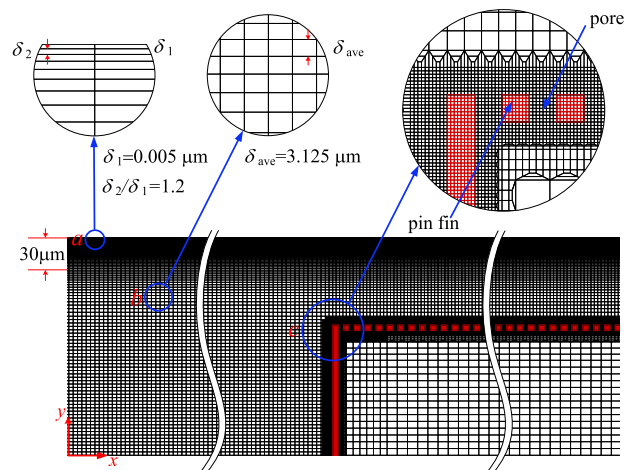 δ₂
δ₁
δave
pore
δ₁=0.005 μm
δ₂/δ₁=1.2
δave=3.125 μm
pin fin
a
30μm
b
c
y
x